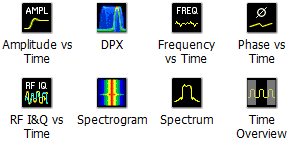 AMPL
FREQ
Amplitude vs
Time
DPX
Frequency
vs Time
Phase vs
Time
RF IQ
RF I&Q vs
Time
Spectrogram
Spectrum
Time
Overview